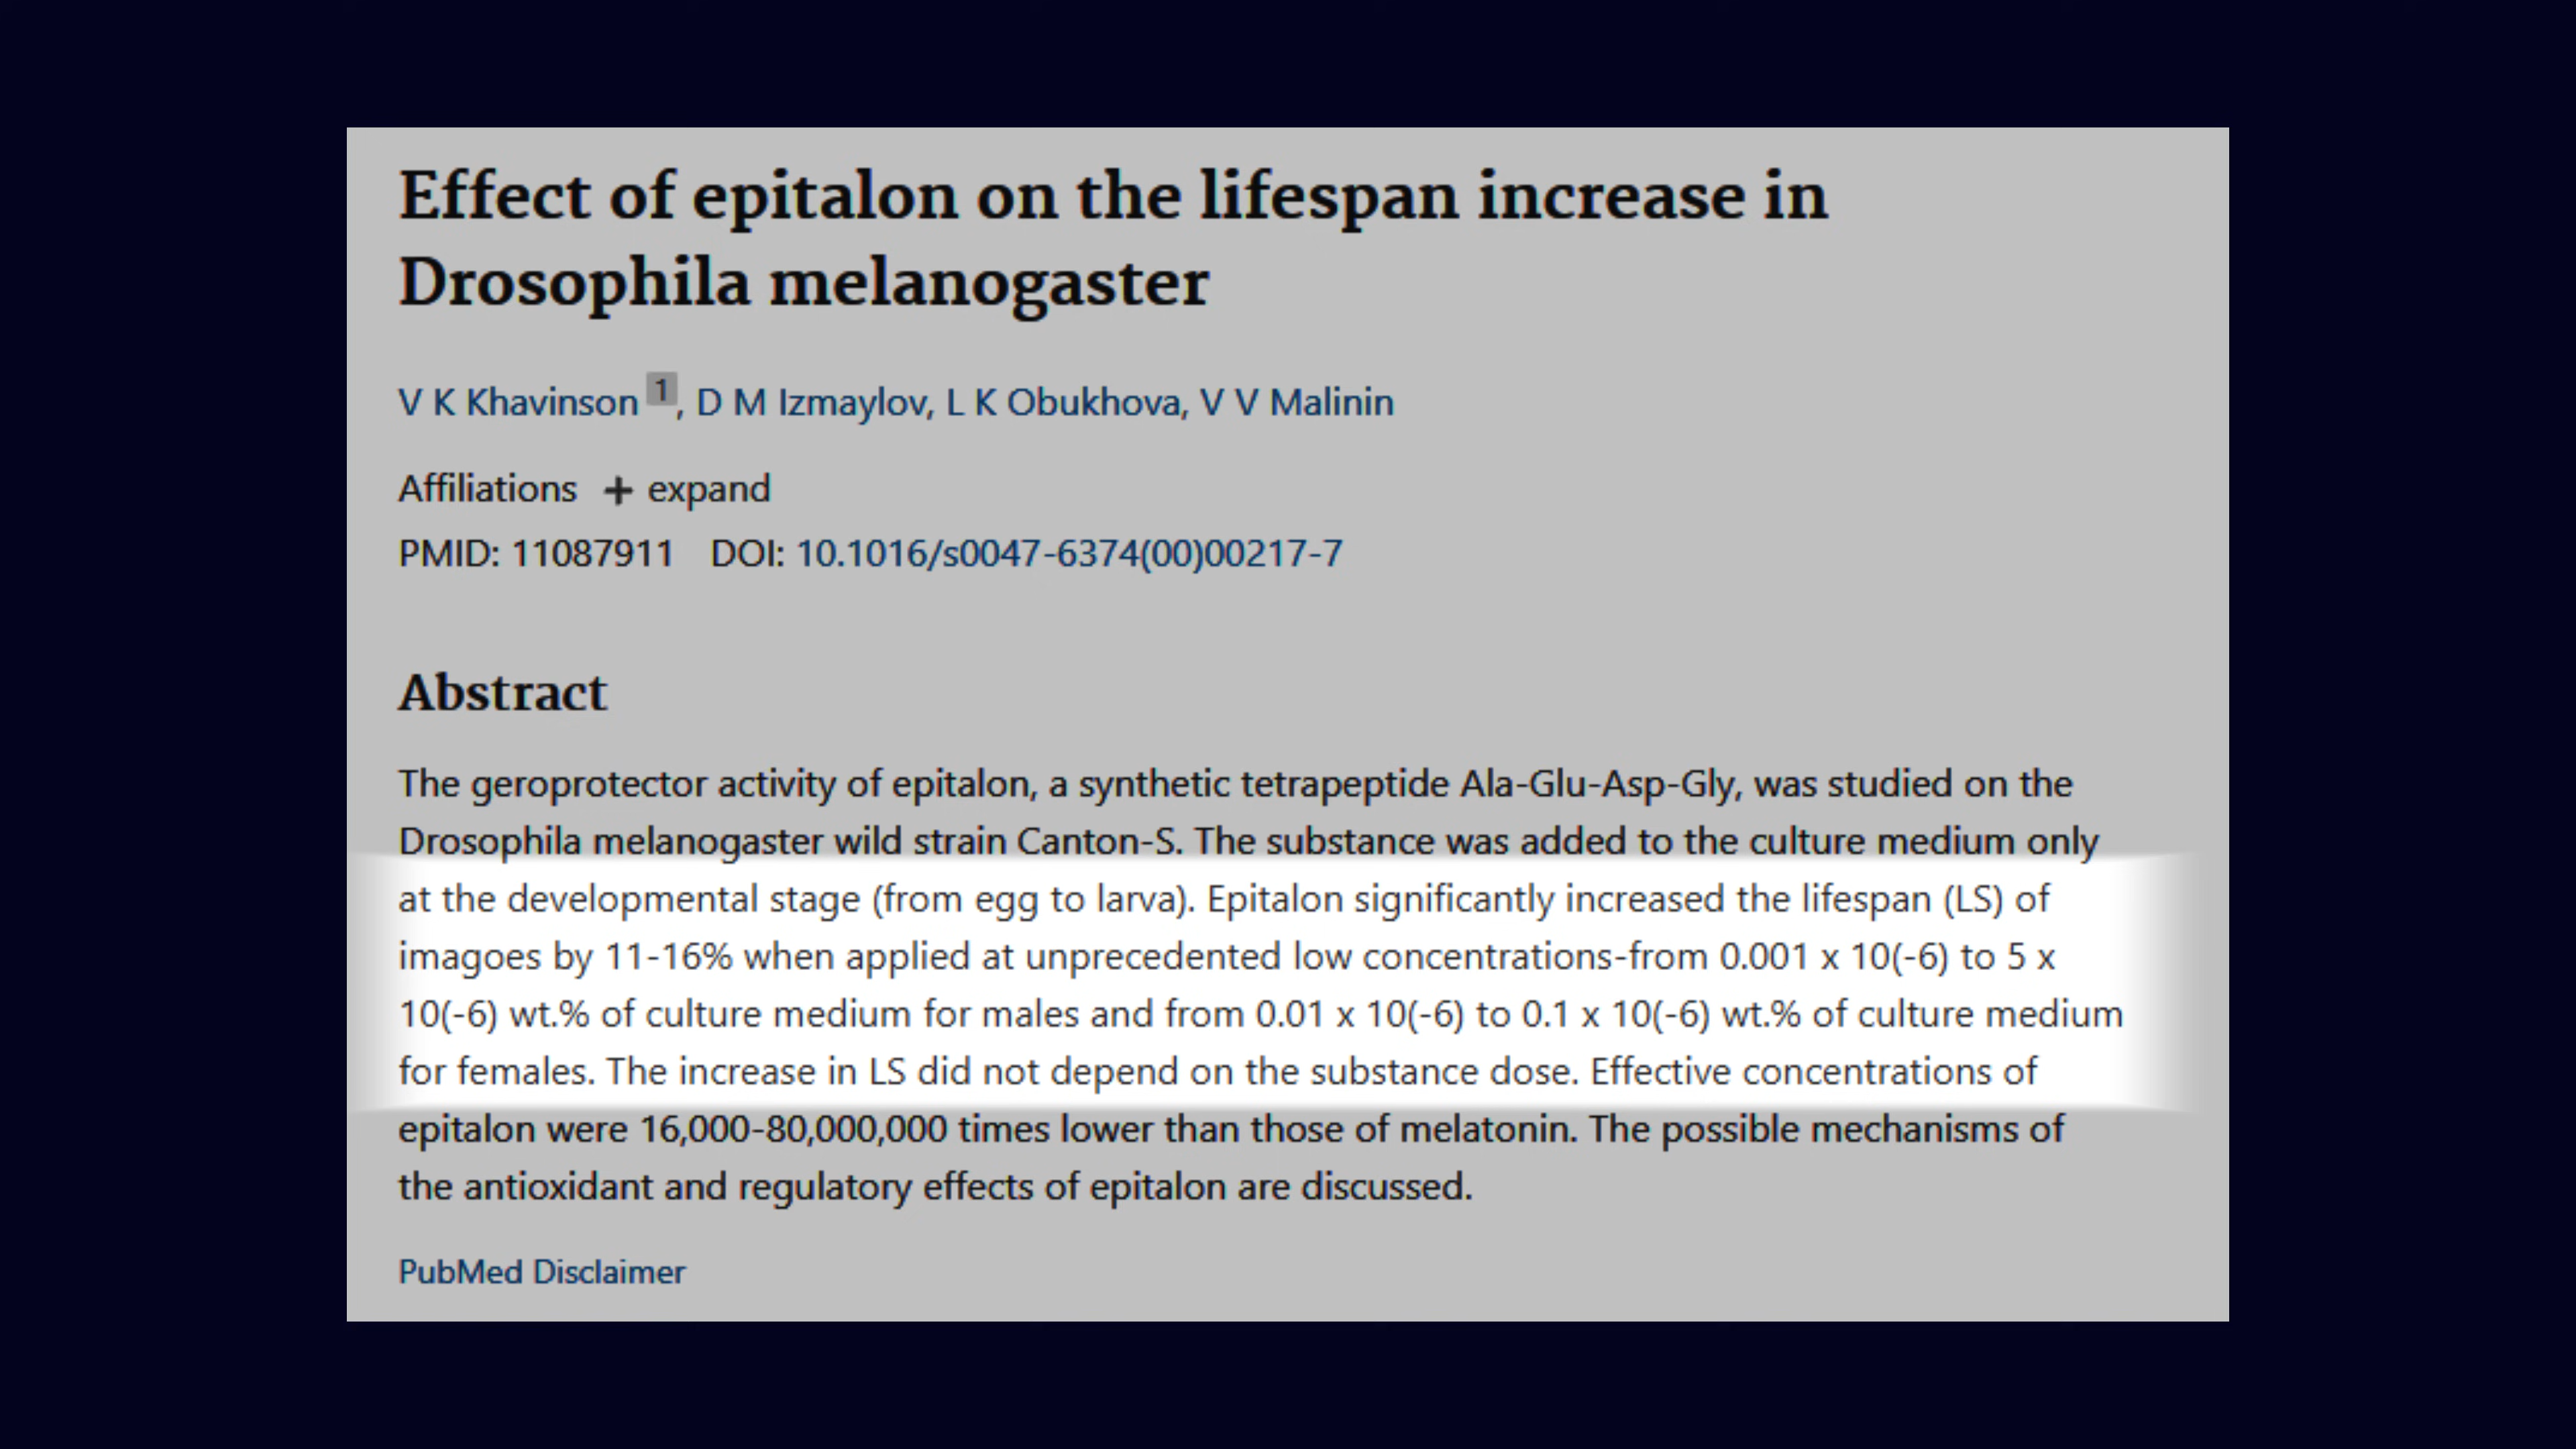 Effect of epitalon on the lifespan increase in
Drosophila melanogaster
V K Khavinson 1, D M Izmaylov, L K Obukhova, V V Malinin
Affiliations + expand
PMID: 11087911 DOI: 10.1016/s0047-6374(00)00217-7
Abstract
The geroprotector activity of epitalon, a synthetic tetrapeptide Ala-Glu-Asp-Gly, was studied on the
Drosophila melanogaster wild strain Canton-S. The substance was added to the culture medium only
at the developmental stage (from egg to larva). Epitalon significantly increased the lifespan (LS) of
imagoes by 11-16% when applied at unprecedented low concentrations-from 0.001 x 10(-6) to 5 x
10(-6) wt.% of culture medium for males and from 0.01 x 10(-6) to 0.1 x 10(-6) wt.% of culture medium
for females. The increase in LS did not depend on the substance dose. Effective concentrations of
epitalon were 16,000-80,000,000 times lower than those of melatonin. The possible mechanisms of
the antioxidant and regulatory effects of epitalon are discussed.
PubMed Disclaimer